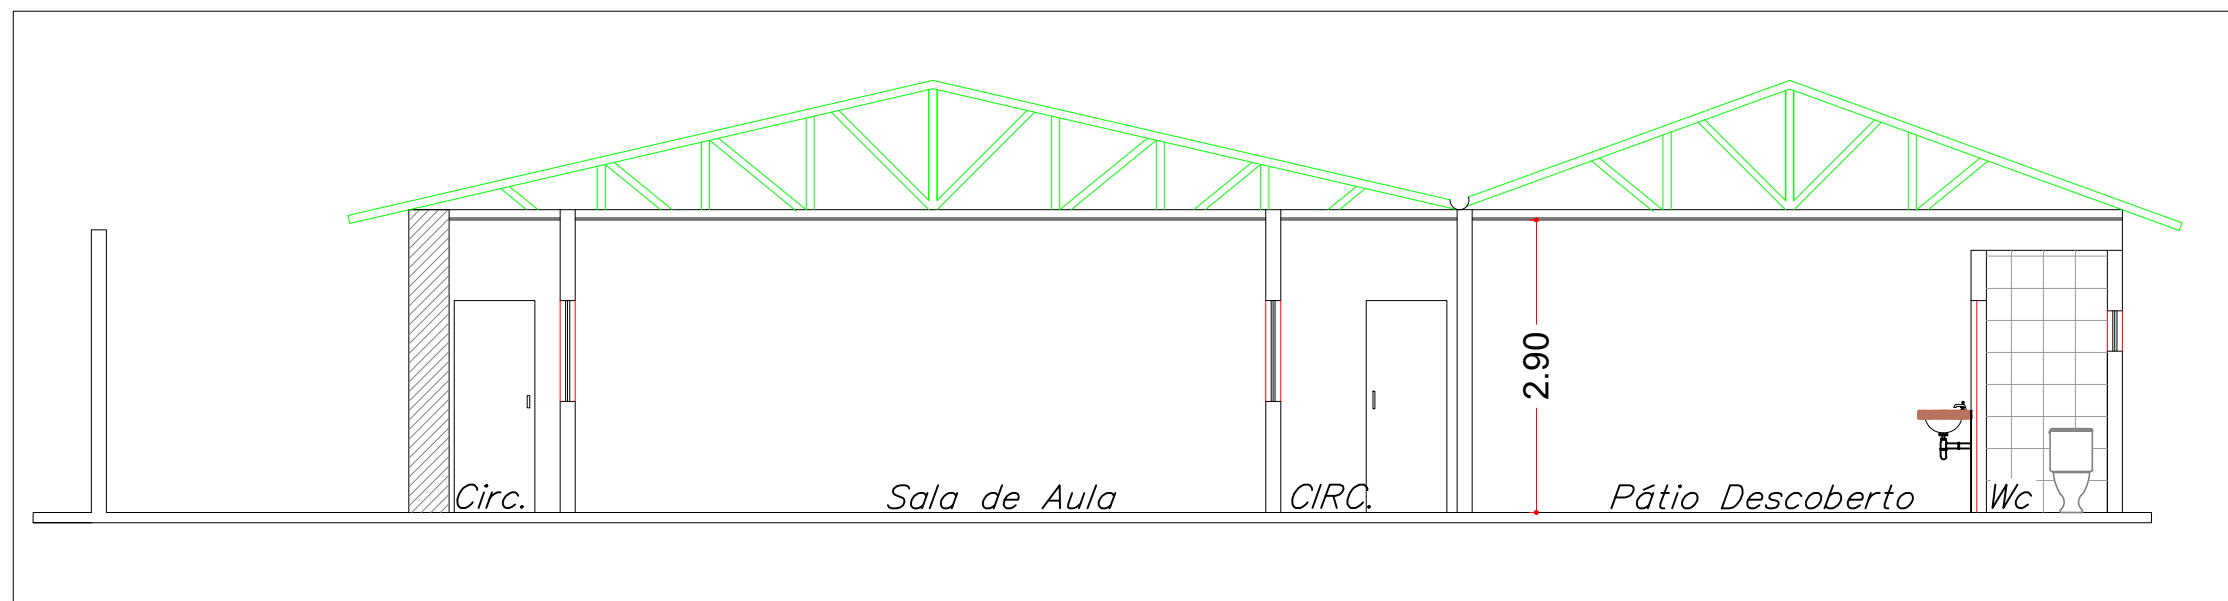 2.90
Circ.
Sala de Aula
CIRC.
Pátio Descoberto
Wc